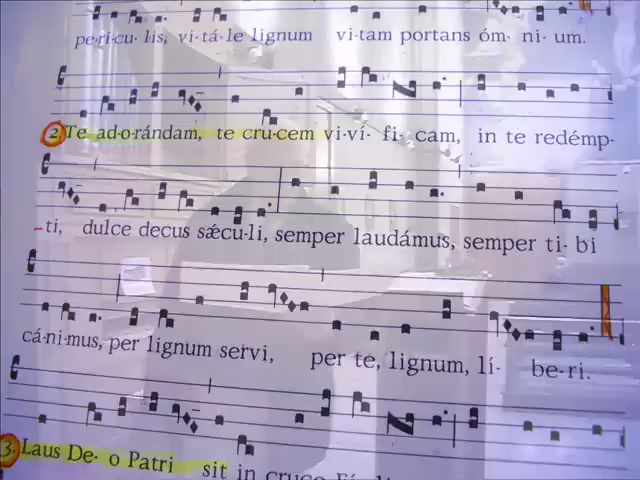 pe·ri·cu·lis, vi·tá·le lignum vi·tam portans óm·ni·um.
2 Te ad·o·rándam, te cru·cem vi·ví·fi·cam, in te redémp-
ti, dulce decus sǽcu·li, semper laudámus, semper ti·bi
cá·ni·mus, per lignum servi, per te, lignum, lí·be·ri.
3 Laus De·o Patri sit in cruce